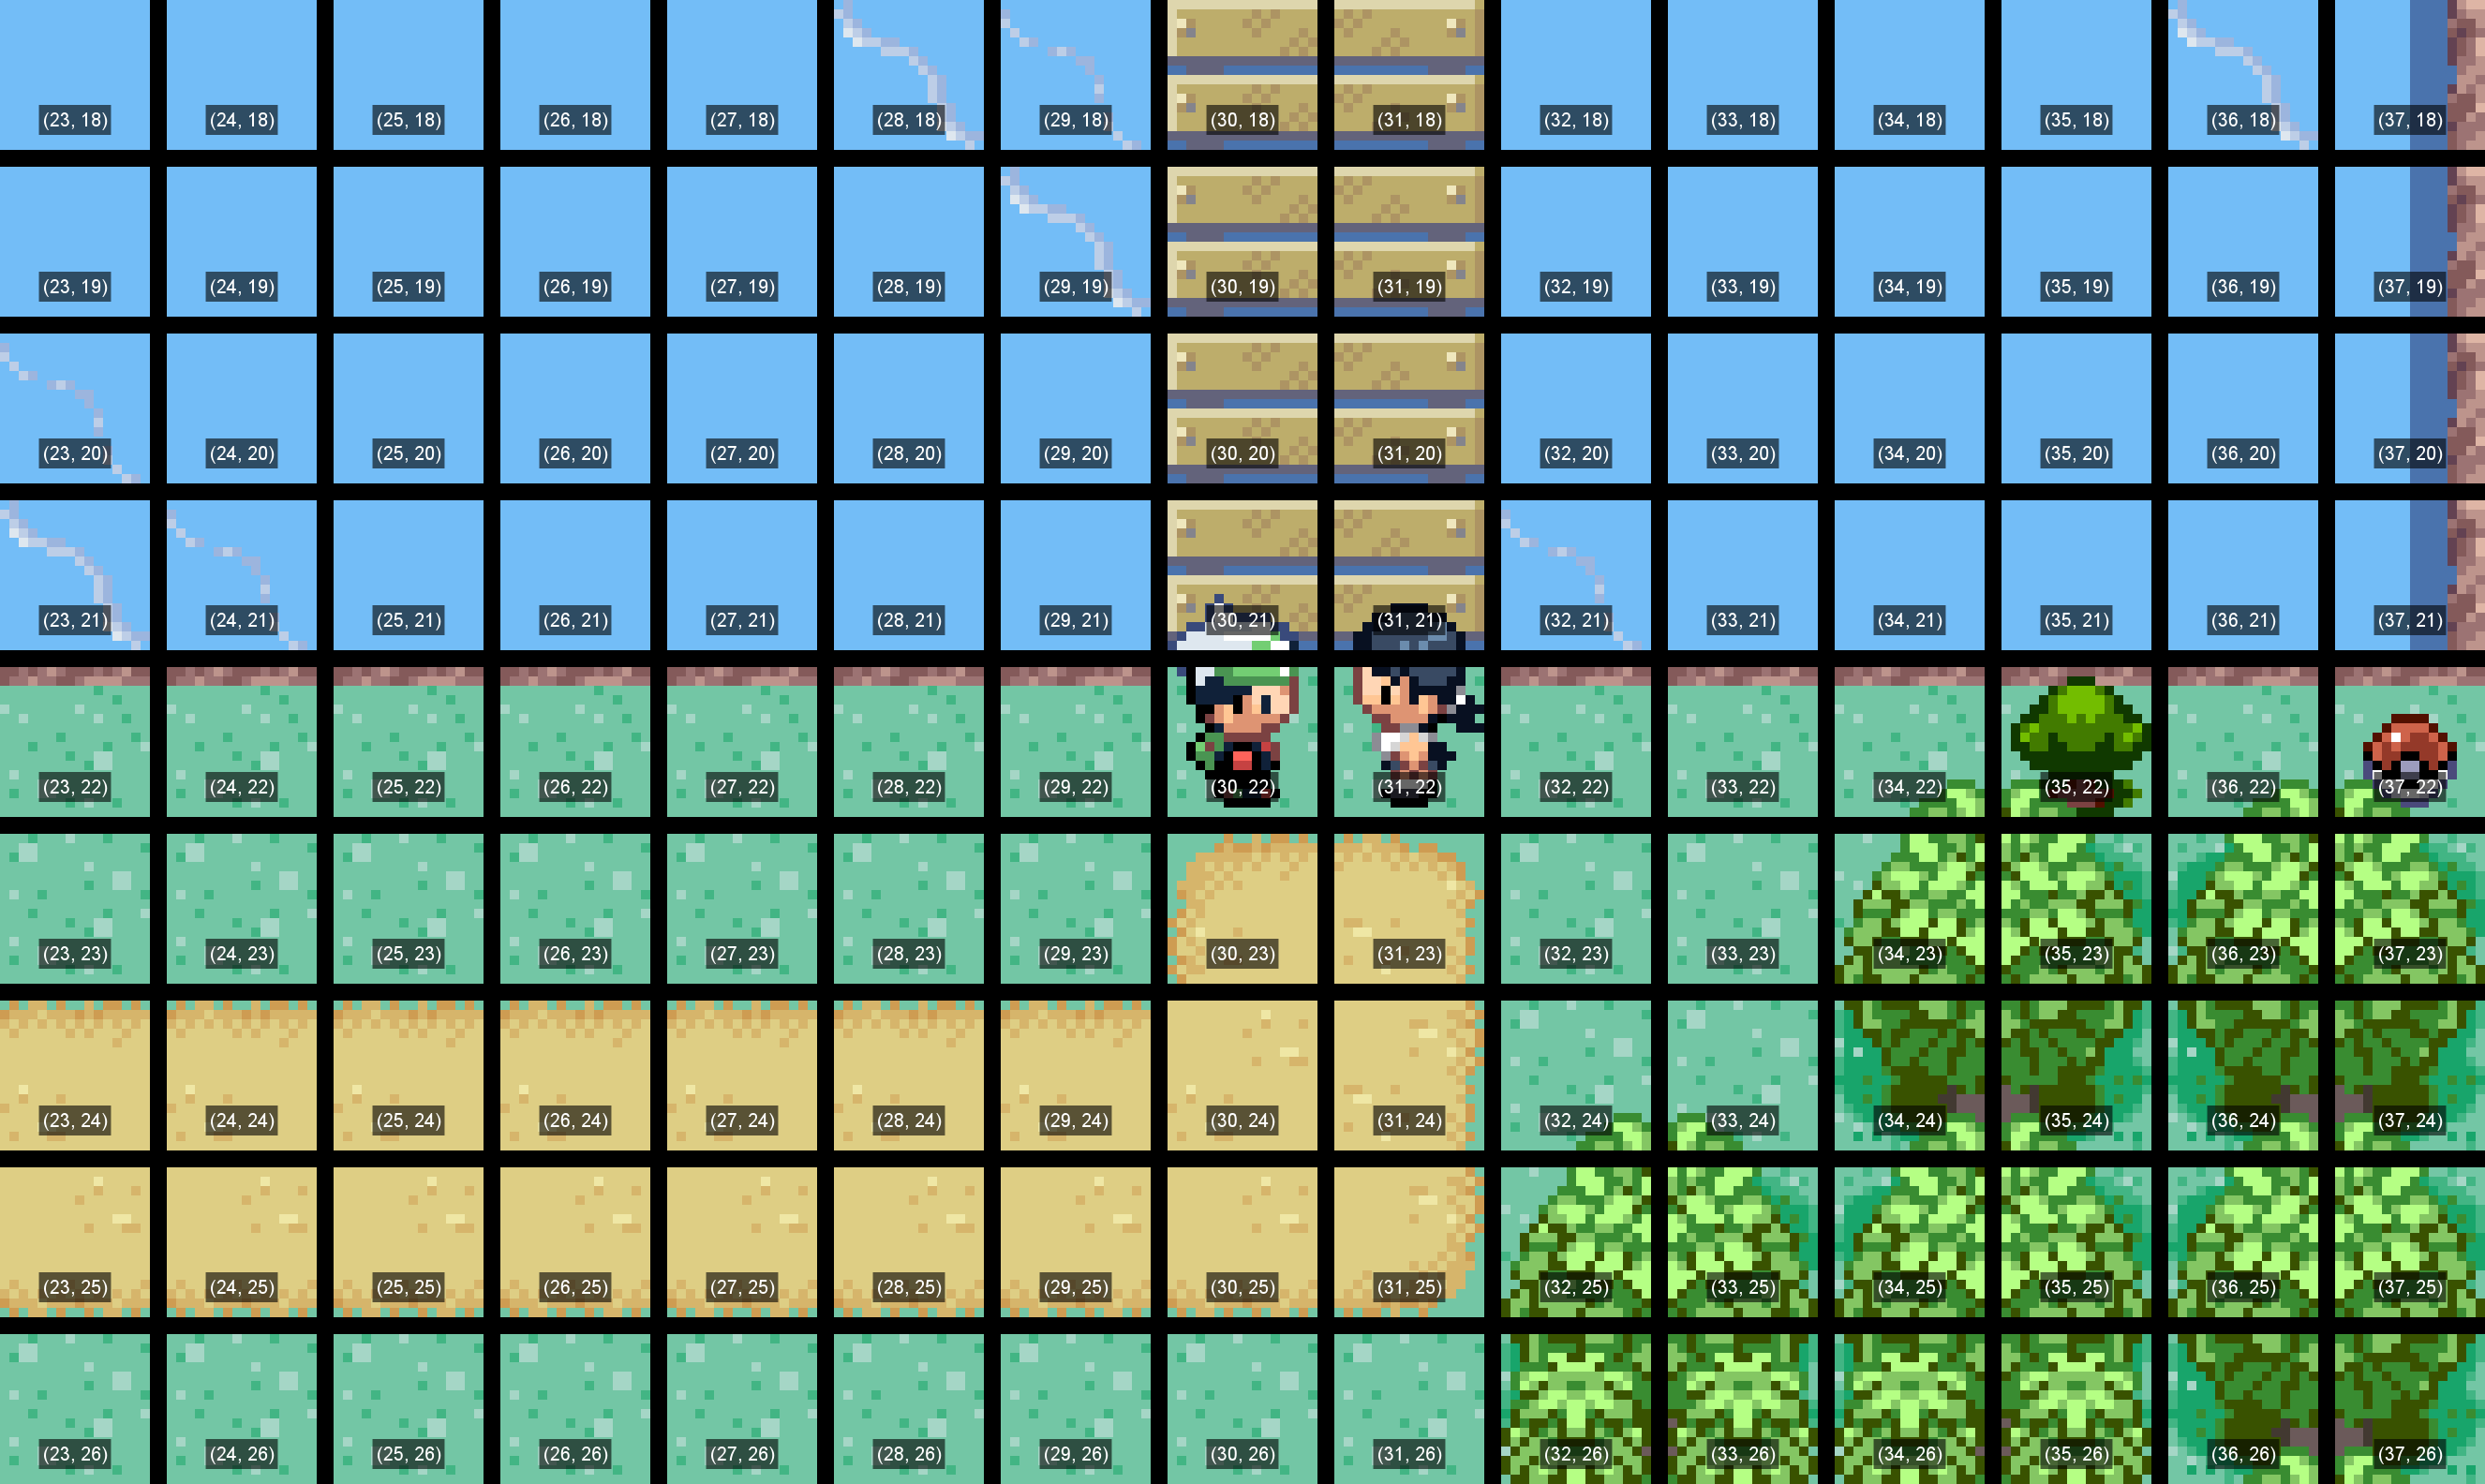 (23, 18) (24, 18) (25, 18) (26, 18) (27, 18) (28, 18) (29, 18) (30, 18) (31, 18) (32, 18) (33, 18) (34, 18) (35, 18) (36, 18) (37, 18)
(23, 19) (24, 19) (25, 19) (26, 19) (27, 19) (28, 19) (29, 19) (30, 19) (31, 19) (32, 19) (33, 19) (34, 19) (35, 19) (36, 19) (37, 19)
(23, 20) (24, 20) (25, 20) (26, 20) (27, 20) (28, 20) (29, 20) (30, 20) (31, 20) (32, 20) (33, 20) (34, 20) (35, 20) (36, 20) (37, 20)
(23, 21) (24, 21) (25, 21) (26, 21) (27, 21) (28, 21) (29, 21) (30, 21) (31, 21) (32, 21) (33, 21) (34, 21) (35, 21) (36, 21) (37, 21)
(23, 22) (24, 22) (25, 22) (26, 22) (27, 22) (28, 22) (29, 22) (30, 22) (31, 22) (32, 22) (33, 22) (34, 22) (35, 22) (36, 22) (37, 22)
(23, 23) (24, 23) (25, 23) (26, 23) (27, 23) (28, 23) (29, 23) (30, 23) (31, 23) (32, 23) (33, 23) (34, 23) (35, 23) (36, 23) (37, 23)
(23, 24) (24, 24) (25, 24) (26, 24) (27, 24) (28, 24) (29, 24) (30, 24) (31, 24) (32, 24) (33, 24) (34, 24) (35, 24) (36, 24) (37, 24)
(23, 25) (24, 25) (25, 25) (26, 25) (27, 25) (28, 25) (29, 25) (30, 25) (31, 25) (32, 25) (33, 25) (34, 25) (35, 25) (36, 25) (37, 25)
(23, 26) (24, 26) (25, 26) (26, 26) (27, 26) (28, 26) (29, 26) (30, 26) (31, 26) (32, 26) (33, 26) (34, 26) (35, 26) (36, 26) (37, 26)